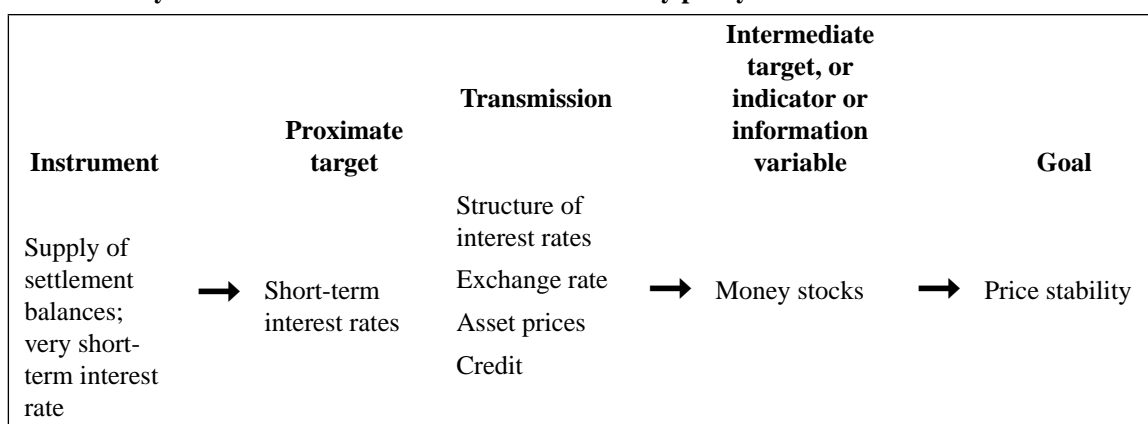 Intermediate
target, or
indicator or
information
variable
Transmission
Proximate
target
Instrument
Goal
Supply of
settlement
balances;
very short-
term interest
rate
Short-term
interest rates
Structure of
interest rates
Exchange rate
Asset prices
Credit
Money stocks
Price stability